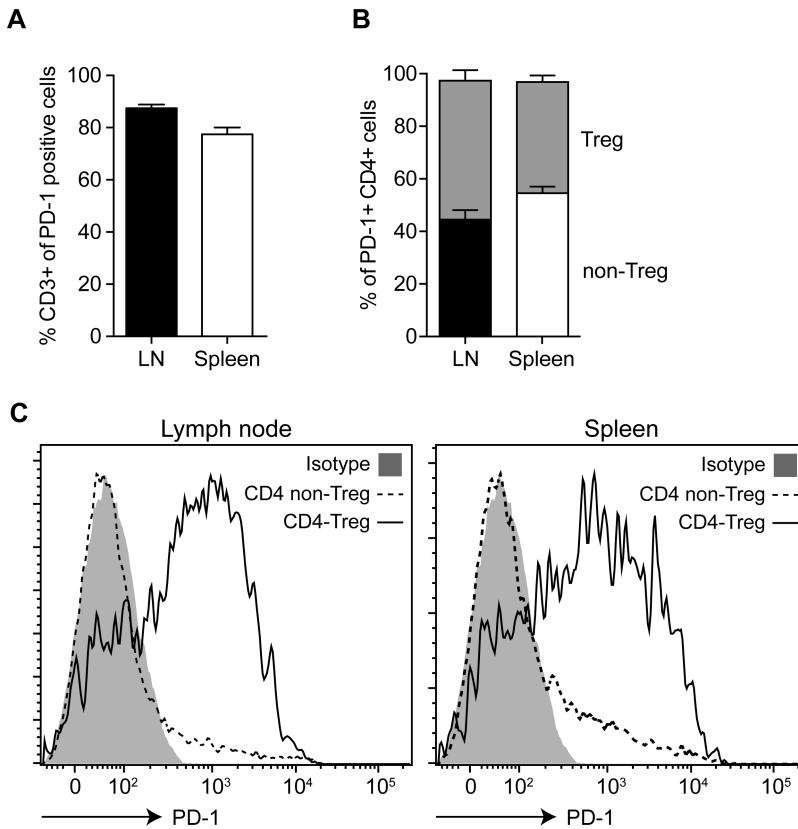 A
% CD3+ of PD-1 positive cells
100
80
60
40
20
0
LN Spleen
B
% of PD-1+ CD4+ cells
100
80
60
40
20
0
Treg
non-Treg
LN Spleen
C
Lymph node
Isotype
CD4 non-Treg
CD4-Treg
0 10² 10³ 10⁴ 10⁵
PD-1
Spleen
Isotype
CD4 non-Treg
CD4-Treg
0 10² 10³ 10⁴ 10⁵
PD-1